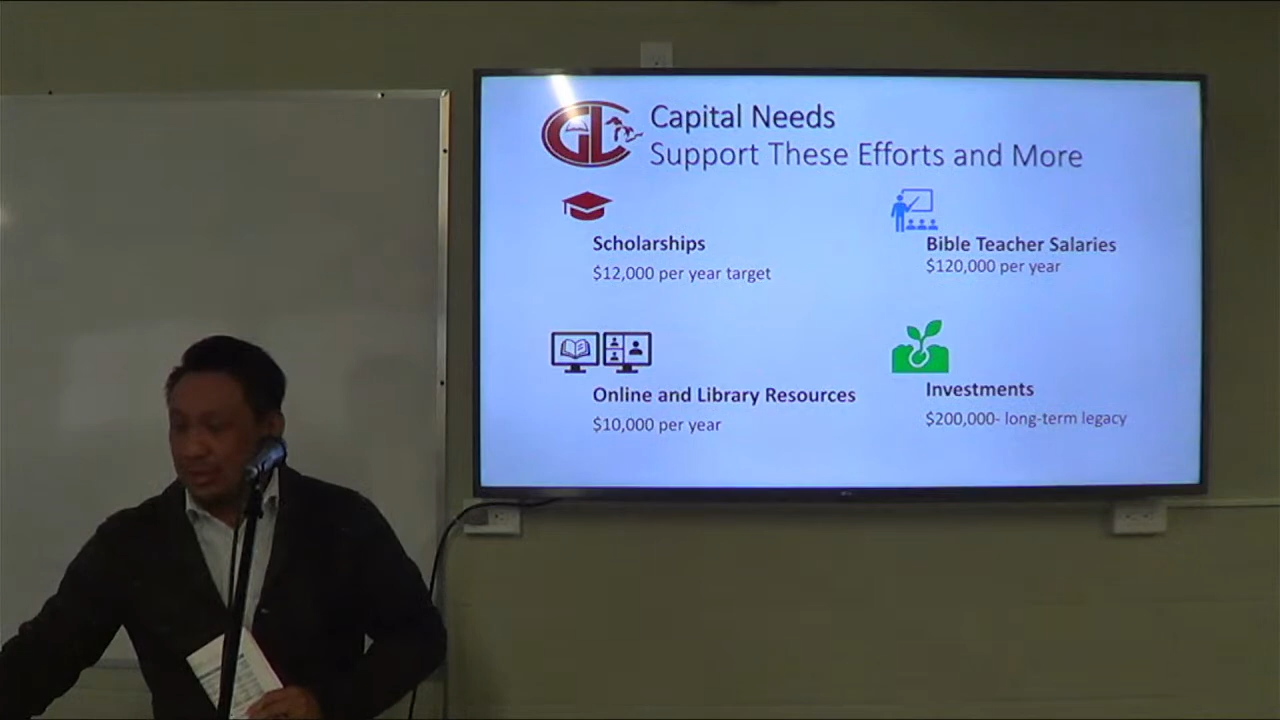 GLC
Capital Needs
Support These Efforts and More
Scholarships
$12,000 per year target
Bible Teacher Salaries
$120,000 per year
Online and Library Resources
$10,000 per year
Investments
$200,000- long-term legacy